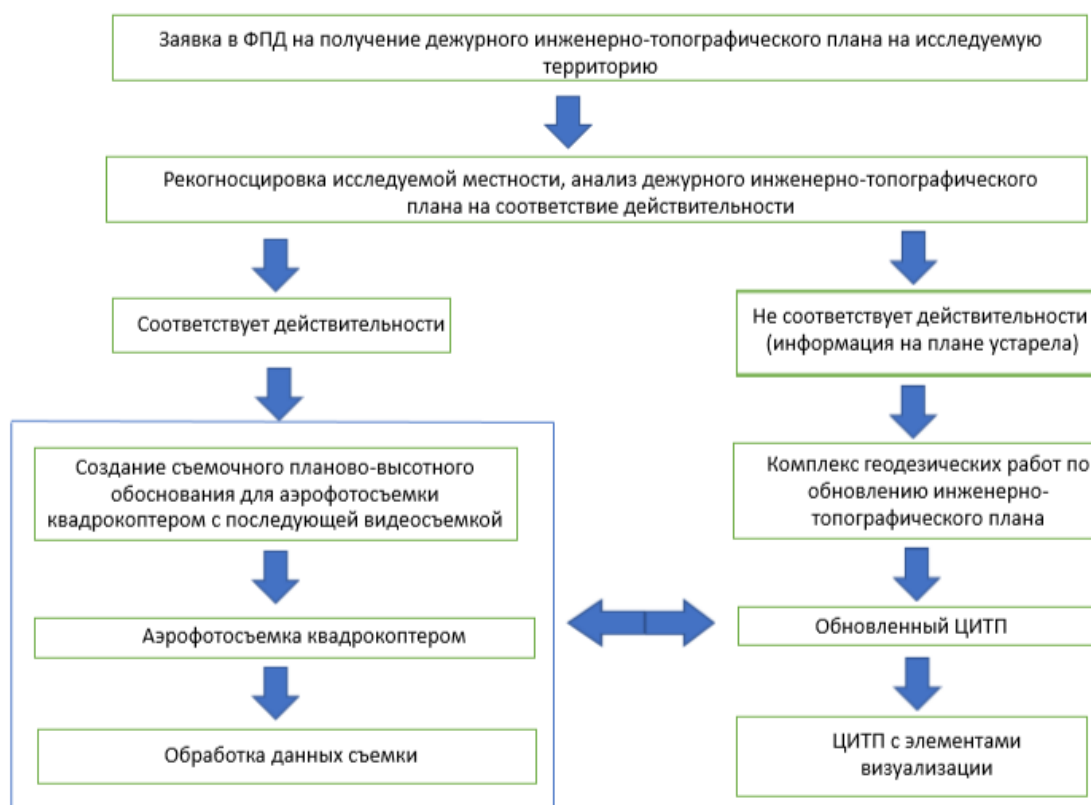 Заявка в ФПД на получение дежурного инженерно-топографического плана на исследуемую
территорию
Рекогносцировка исследуемой местности, анализ дежурного инженерно-топографического
плана на соответствие действительности
Соответствует действительности
Не соответствует действительности
(информация на плане устарела)
Создание съемочного планово-высотного
обоснования для аэрофотосъемки
квадрокоптером с последующей видеосъемкой
Комплекс геодезических работ по
обновлению инженерно-
топографического плана
Аэрофотосъемка квадрокоптером
Обновленный ЦИТП
Обработка данных съемки
ЦИТП с элементами
визуализации